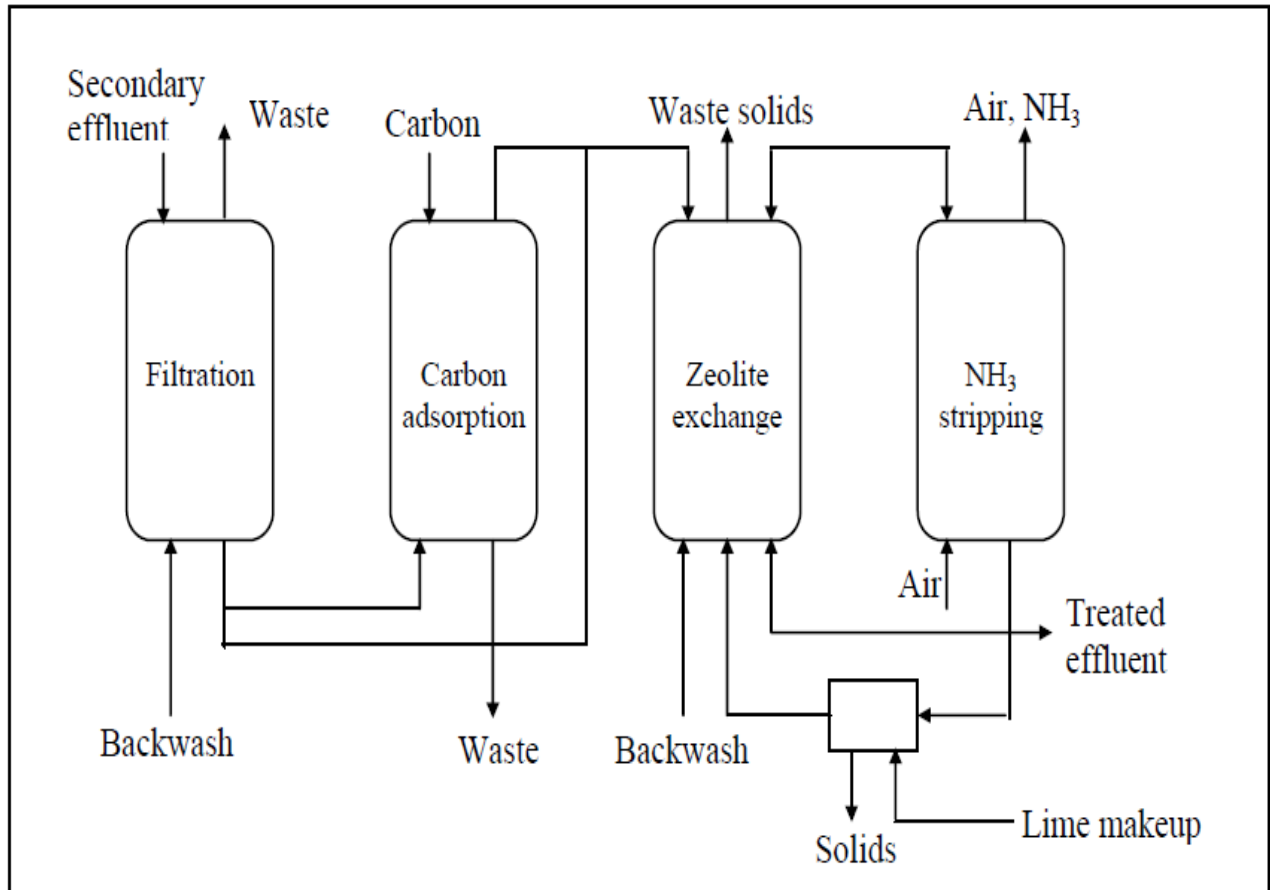 Secondary
effluent
Waste
Carbon
Waste solids
Air, NH₃
Filtration
Carbon
adsorption
Zeolite
exchange
NH₃
stripping
Air
Treated
effluent
Backwash
Waste
Backwash
Solids
Lime makeup